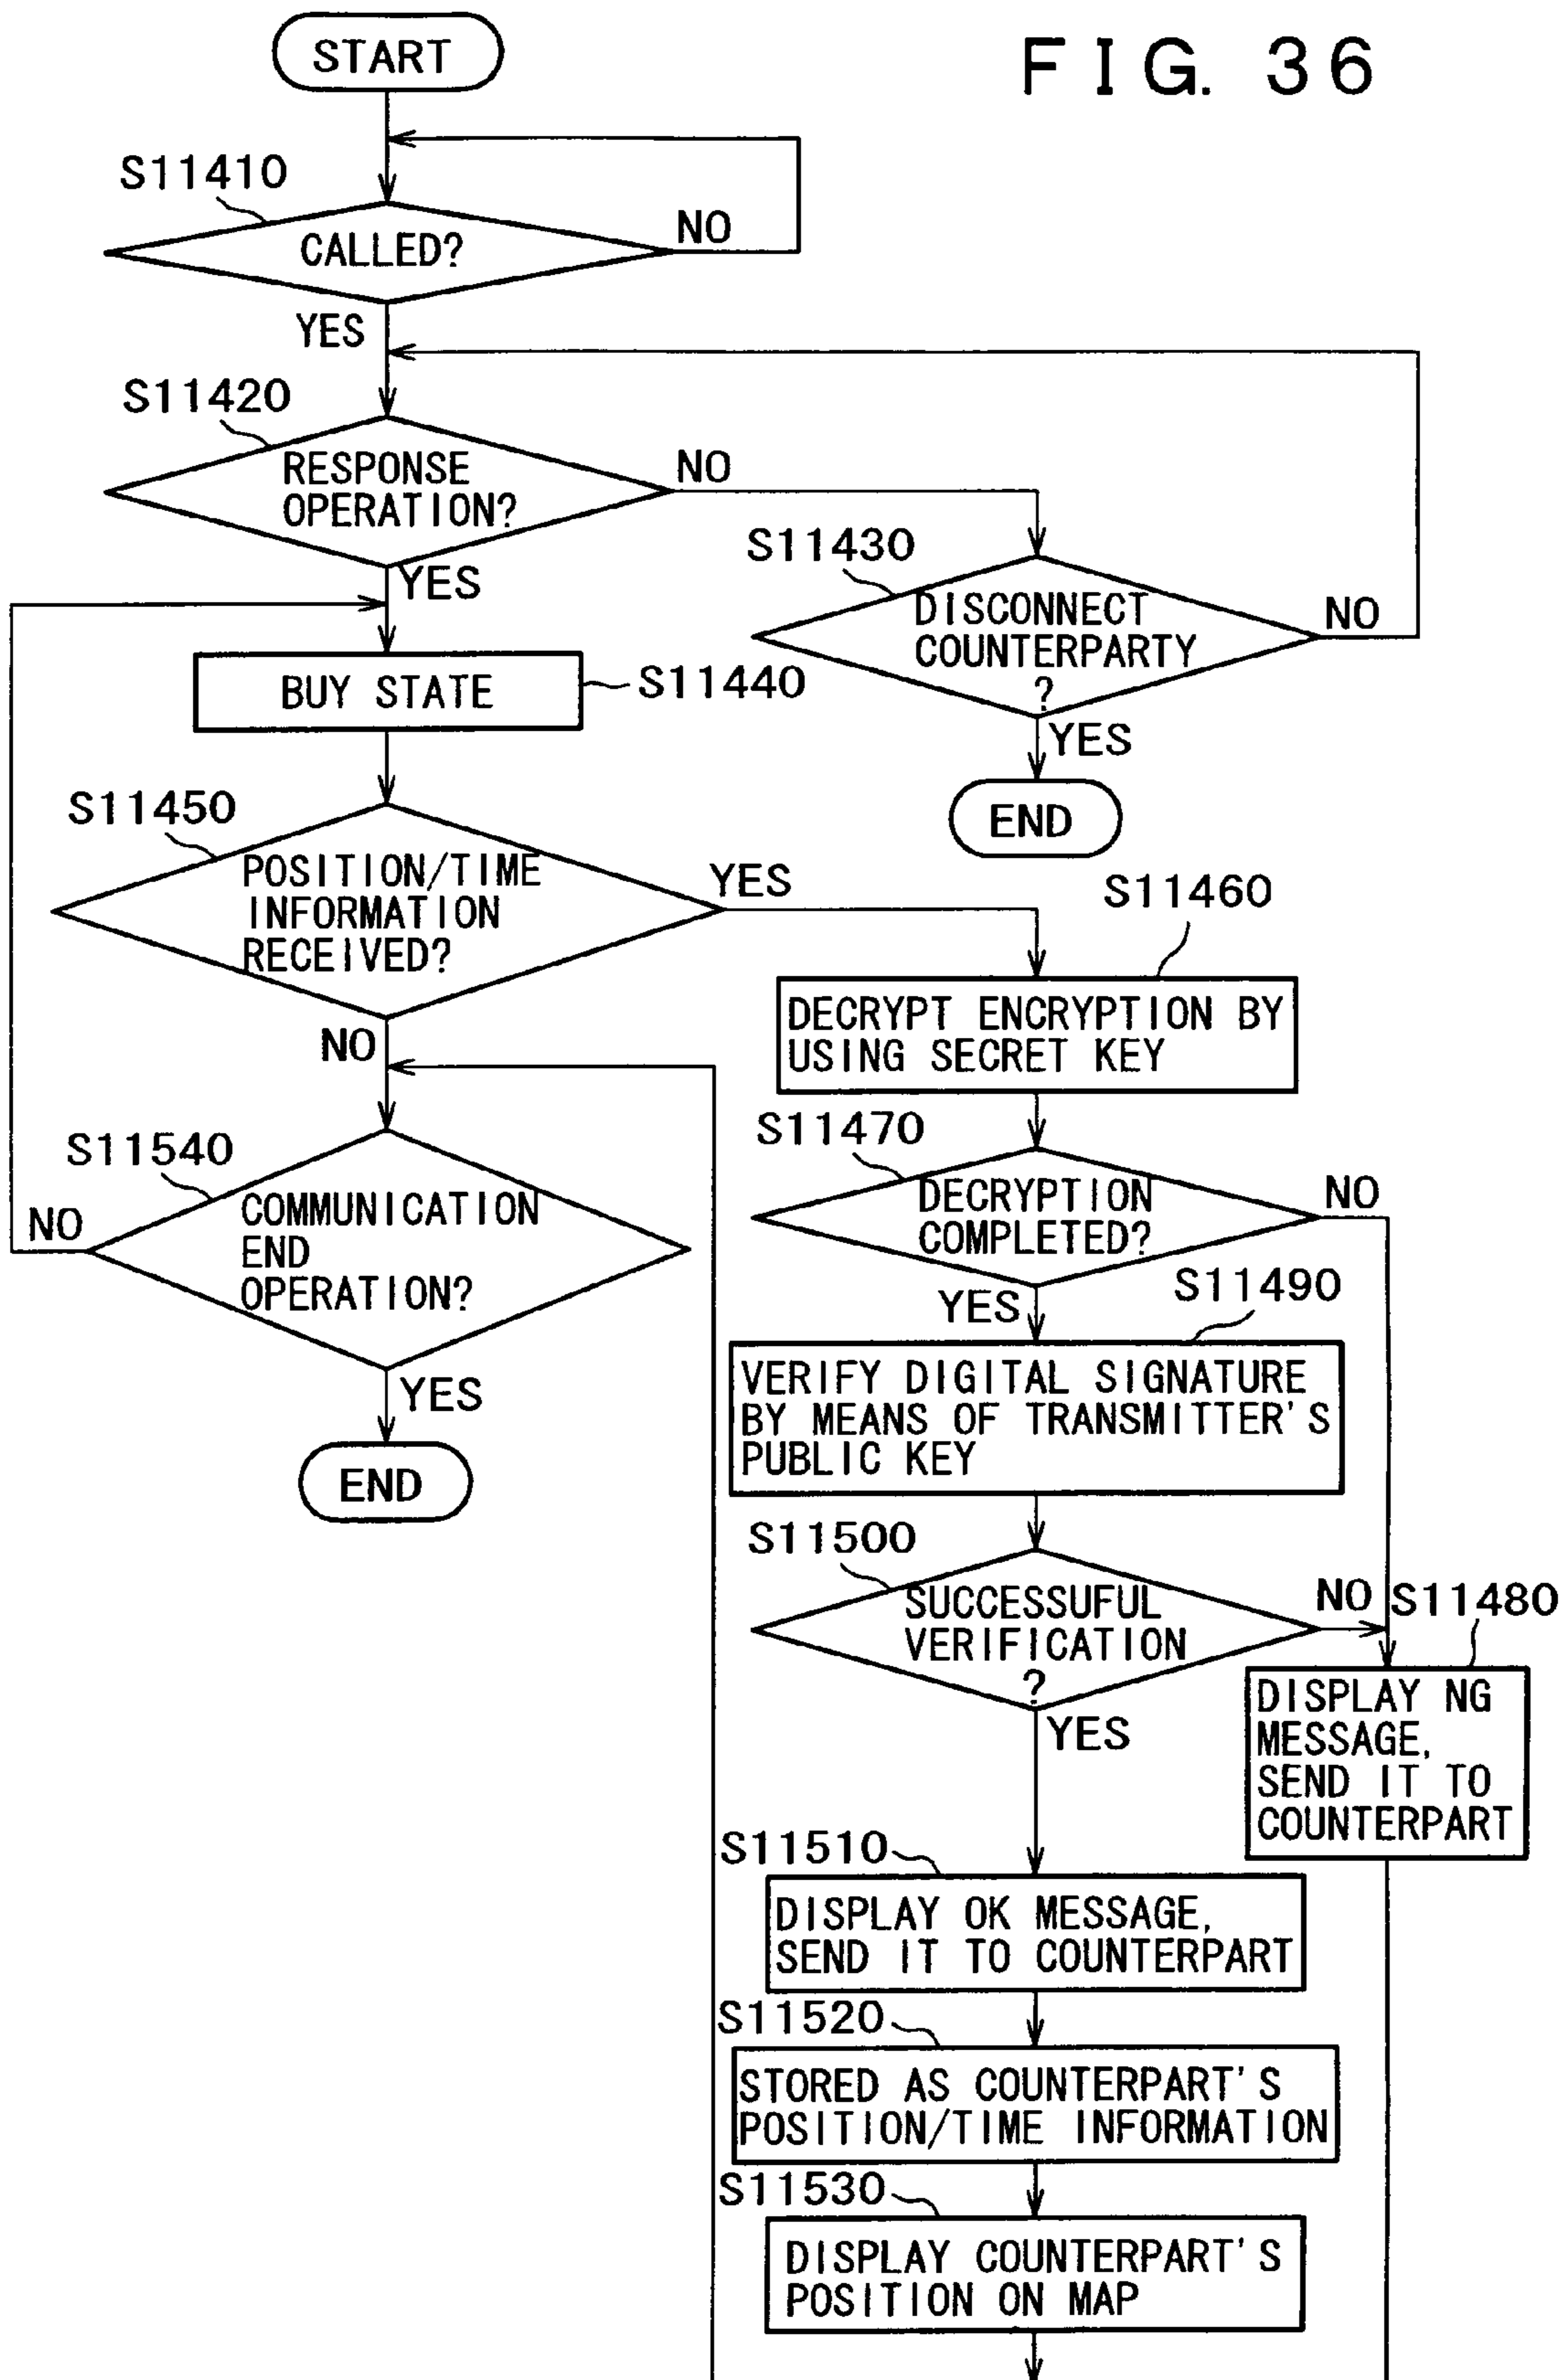 FIG. 36
START
S11410
CALLED?
NO
YES
S11420
RESPONSE
OPERATION?
NO
YES
S11430
DISCONNECT
COUNTERPARTY
?
NO
YES
END
BUY STATE
S11440
S11450
POSITION/TIME
INFORMATION
RECEIVED?
YES
NO
S11460
DECRYPT ENCRYPTION BY
USING SECRET KEY
S11470
DECRYPTION
COMPLETED?
NO
YES
S11540
COMMUNICATION
END
OPERATION?
NO
YES
END
S11490
VERIFY DIGITAL SIGNATURE
BY MEANS OF TRANSMITTER'S
PUBLIC KEY
S11500
SUCCESSUFUL
VERIFICATION
?
NO
YES
S11480
DISPLAY NG
MESSAGE,
SEND IT TO
COUNTERPART
S11510
DISPLAY OK MESSAGE,
SEND IT TO COUNTERPART
S11520
STORED AS COUNTERPART'S
POSITION/TIME INFORMATION
S11530
DISPLAY COUNTERPART'S
POSITION ON MAP